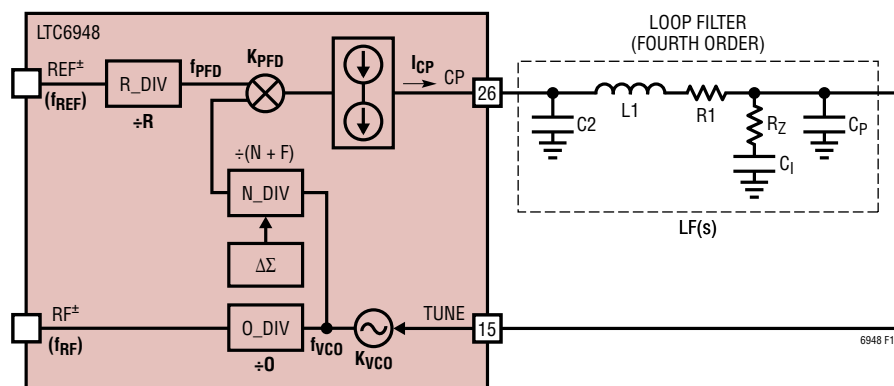 LTC6948
REF±
(fREF)
R_DIV
÷R
fPFD
KPFD
ICP
CP
26
LOOP FILTER
(FOURTH ORDER)
L1
R1
C2
RZ
CI
CP
LF(s)
÷(N + F)
N_DIV
ΔΣ
RF±
(fRF)
O_DIV
÷O
fVCO
KVCO
TUNE
15
6948 F1